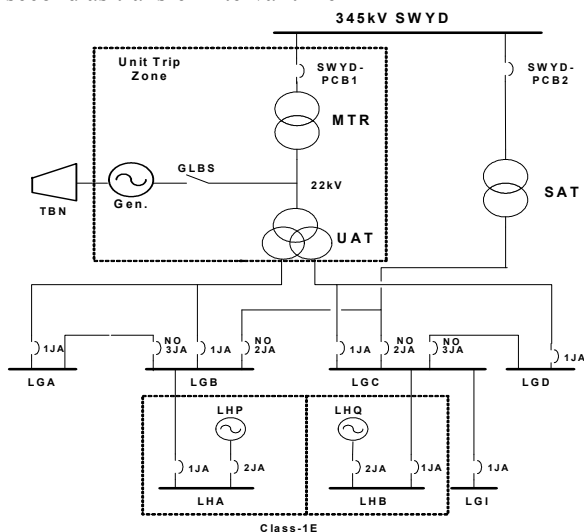 345kV SWYD
Unit Trip
Zone
SWYD-
PCB1
SWYD-
PCB2
MTR
GLBS
22kV
SAT
TBN
Gen.
UAT
NO
NO
NO
NO
1JA
3JA
1JA
2JA
1JA
2JA
3JA
1JA
LGA
LGB
LGC
LGD
LHP
LHQ
1JA
2JA
2JA
1JA
1JA
LHA
LHB
LGI
Class-1E